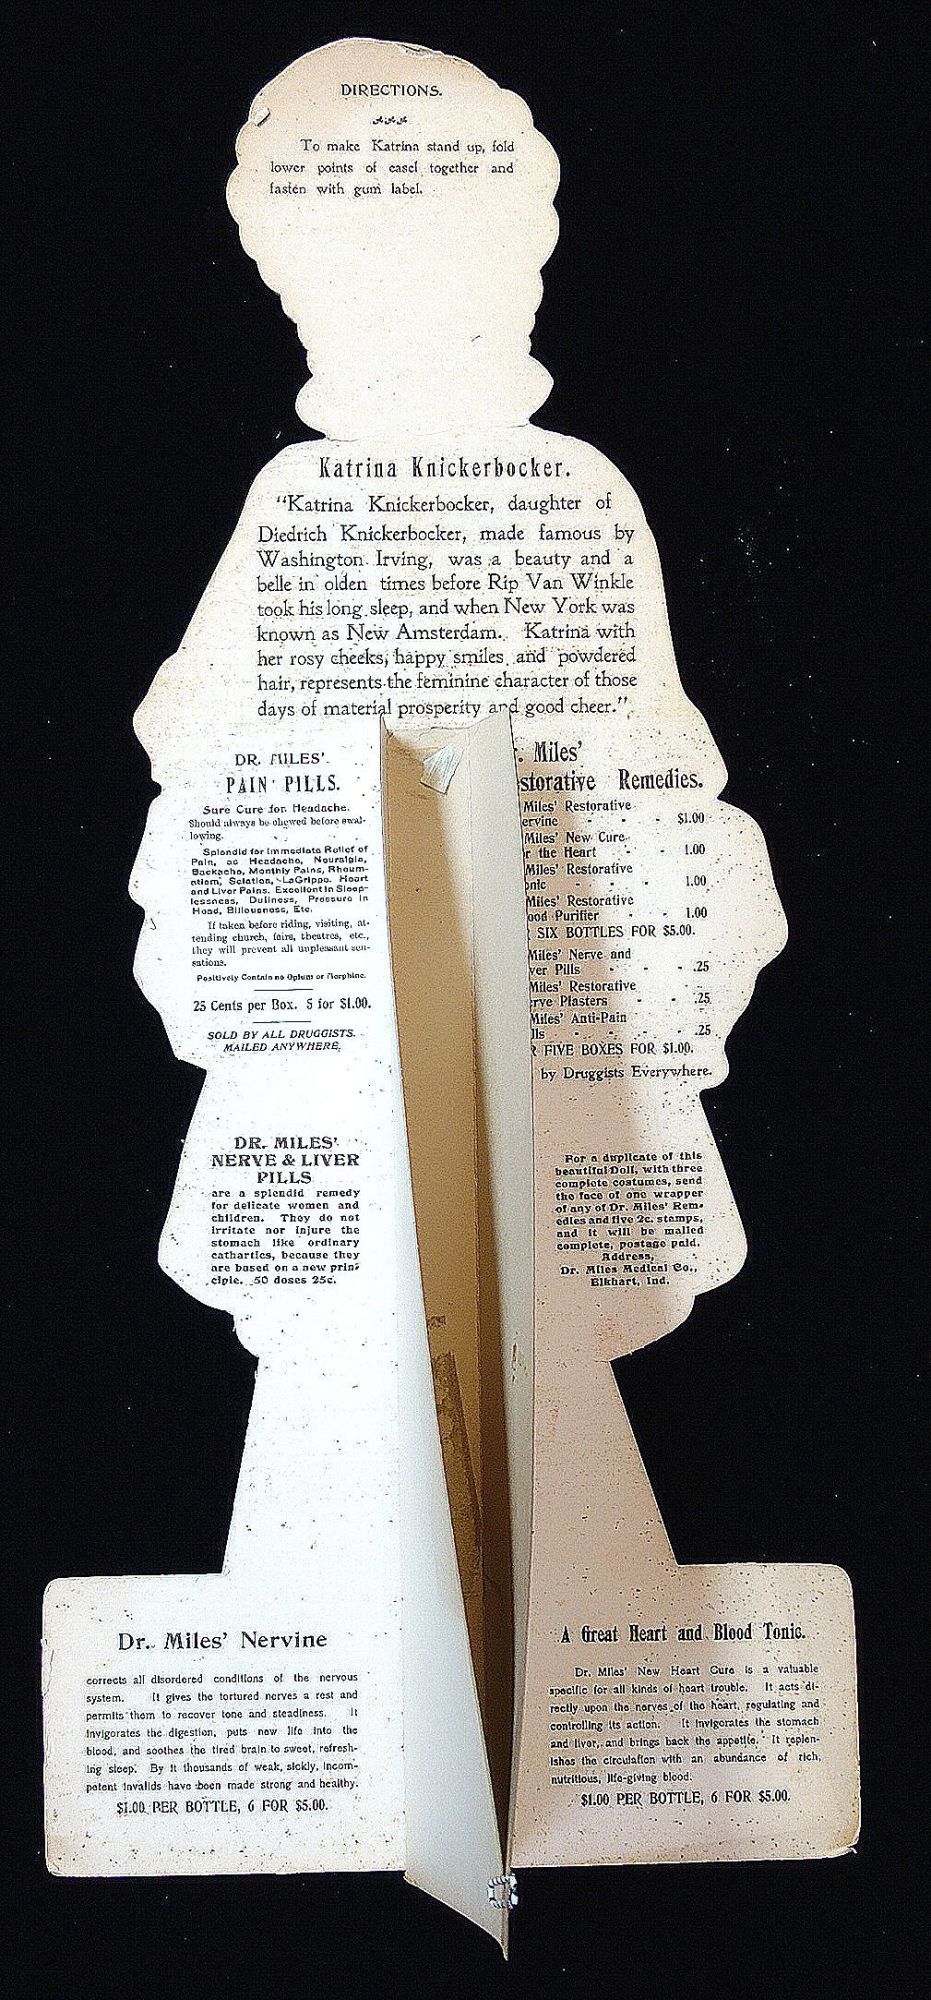 DIRECTIONS.
To make Katrina stand up, fold
lower points of easel together and
fasten with gum label.
Katrina Knickerbocker.
"Katrina Knickerbocker, daughter of
Diedrich Knickerbocker, made famous by
Washington Irving, was a beauty and a
belle in olden times before Rip Van Winkle
took his long sleep, and when New York was
known as New Amsterdam. Katrina with
her rosy cheeks, happy smiles and powdered
hair, represents the feminine character of those
days of material prosperity and good cheer."
DR. MILES'
PAIN PILLS.
Sure Cure for Headache.
Should always be chewed before swal-
lowing.
Splendid for Immediate Relief of
Pain, as Headache, Neuralgia,
Backache, Monthly Pains, Rheum-
atism, Sciatica, LaGrippe. Heart
and Liver Pains. Excellent in Sleep-
lessness, Dullness, Pressure in
Head, Biliousness, Etc.
If taken before riding, visiting, at-
tending church, fairs, theatres, etc.,
they will prevent all unpleasant sen-
sations.
Positively Contain no Opium or Morphine.
25 Cents per Box. 5 for $1.00.
SOLD BY ALL DRUGGISTS.
MAILED ANYWHERE.
DR. MILES'
NERVE & LIVER
PILLS
are a splendid remedy
for delicate women and
children. They do not
irritate nor injure the
stomach like ordinary
cathartics, because they
are based on a new prin-
ciple. 50 doses 25c.
r. Miles'
storative Remedies.
Miles' Restorative
ervine - - - $1.00
Miles' New Cure
r the Heart - - 1.00
Miles' Restorative
onic - - - - 1.00
Miles' Restorative
ood Purifier - - 1.00
R SIX BOTTLES FOR $5.00.
Miles' Nerve and
ver Pills - - - .25
Miles' Restorative
rve Plasters - - .25
Miles' Anti-Pain
lls - - - - .25
R FIVE BOXES FOR $1.00.
by Druggists Everywhere.
For a duplicate of this
beautiful Doll, with three
complete costumes, send
the face of one wrapper
of any of Dr. Miles' Rem-
edies and five 2c. stamps,
and it will be mailed
complete, postage paid.
Address,
Dr. Miles Medical Co.,
Elkhart, Ind.
Dr. Miles' Nervine
corrects all disordered conditions of the nervous
system. It gives the tortured nerves a rest and
permits them to recover tone and steadiness. It
invigorates the digestion, puts new life into the
blood, and soothes the tired brain to sweet, refresh-
ing sleep. By it thousands of weak, sickly, incom-
petent invalids have been made strong and healthy.
$1.00 PER BOTTLE, 6 FOR $5.00.
A Great Heart and Blood Tonic.
Dr. Miles' New Heart Cure is a valuable
specific for all kinds of heart trouble. It acts di-
rectly upon the nerves of the heart, regulating and
controlling its action. It invigorates the stomach
and liver, and brings back the appetite. It replen-
ishes the circulation with an abundance of rich,
nutritious, life-giving blood.
$1.00 PER BOTTLE, 6 FOR $5.00.